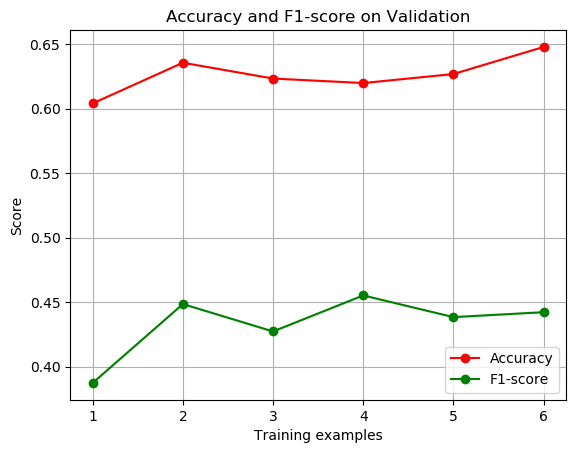 Accuracy and F1-score on Validation
Score
0.65
0.60
0.55
0.50
0.45
0.40
Accuracy
F1-score
1 2 3 4 5 6
Training examples